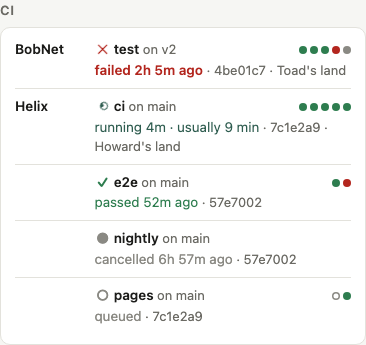 CI
BobNet test on v2
failed 2h 5m ago · 4be01c7 · Toad's land
Helix ci on main
running 4m · usually 9 min · 7c1e2a9 ·
Howard's land
e2e on main
passed 52m ago · 57e7002
nightly on main
cancelled 6h 57m ago · 57e7002
pages on main
queued · 7c1e2a9